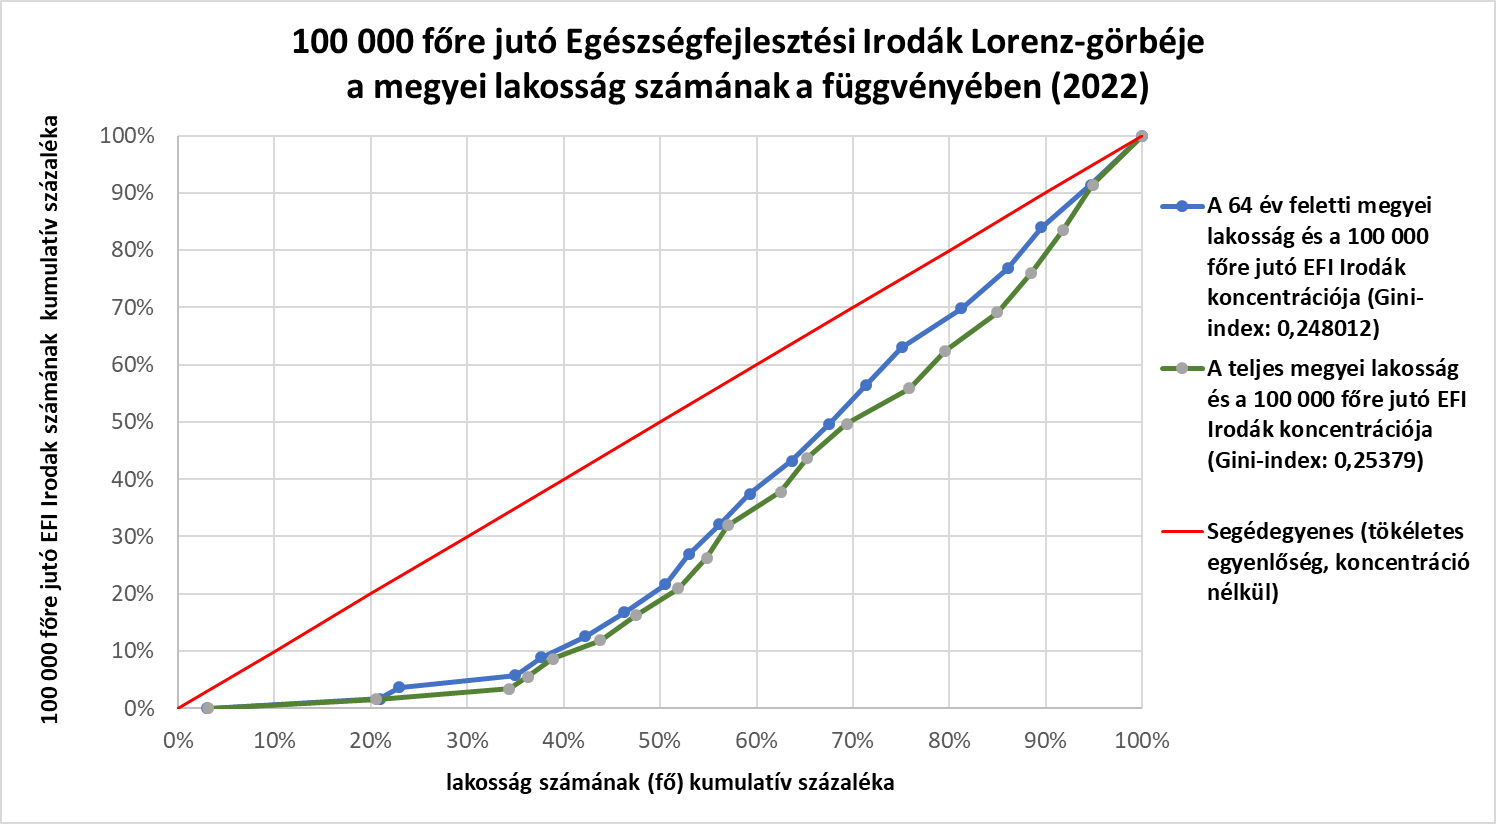 100 000 főre jutó Egészségfejlesztési Irodák Lorenz-görbéje
a megyei lakosság számának a függvényében (2022)
100 000 főre jutó EFI Irodak számának kumulatív százaléka
100%
90%
80%
70%
60%
50%
40%
30%
20%
10%
0%
0%
10%
20%
30%
40%
50%
60%
70%
80%
90%
100%
lakosság számának (fő) kumulatív százaléka
A 64 év feletti megyei
lakosság és a 100 000
főre jutó EFI Irodák
koncentrációja (Gini-
index: 0,248012)
A teljes megyei lakosság
és a 100 000 főre jutó EFI
Irodák koncentrációja
(Gini-index: 0,25379)
Segédegyenes (tökéletes
egyenlőség, koncentráció
nélkül)